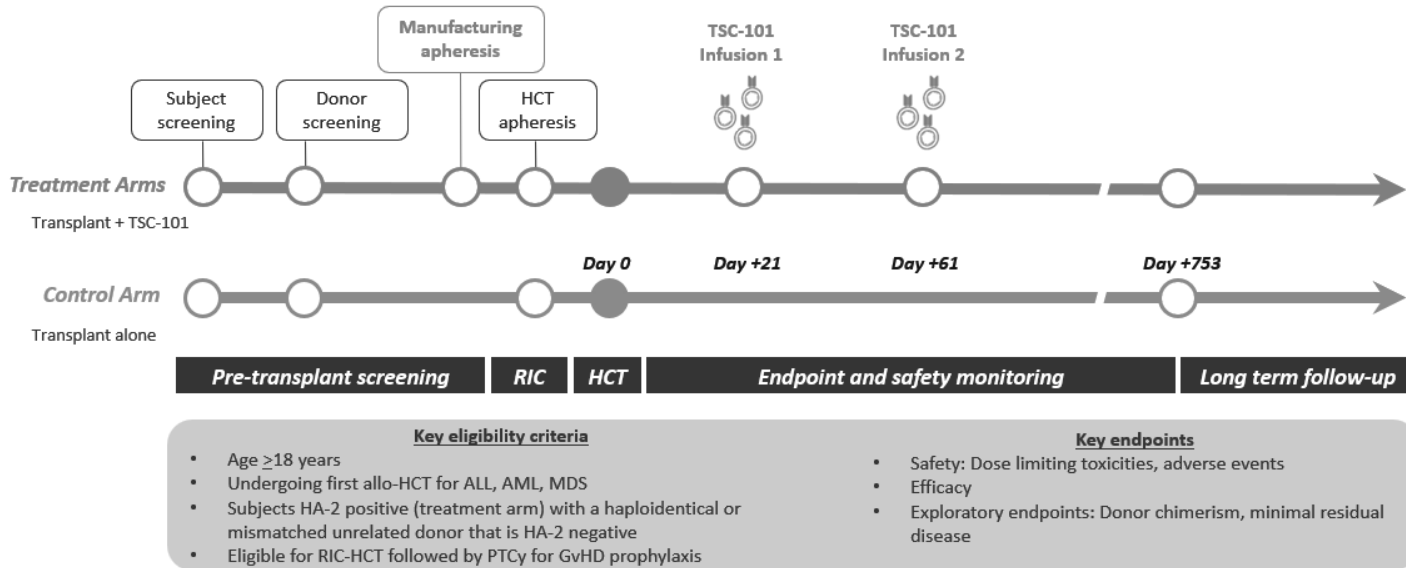 Manufacturing
apheresis
TSC-101
Infusion 1
TSC-101
Infusion 2
Subject
screening
Donor
screening
HCT
apheresis
Treatment Arms
Transplant + TSC-101
Day 0
Day +21
Day +61
Day +753
Control Arm
Transplant alone
Pre-transplant screening
RIC
HCT
Endpoint and safety monitoring
Long term follow-up
Key eligibility criteria
• Age ≥18 years
• Undergoing first allo-HCT for ALL, AML, MDS
• Subjects HA-2 positive (treatment arm) with a haploidentical or
mismatched unrelated donor that is HA-2 negative
• Eligible for RIC-HCT followed by PTCy for GvHD prophylaxis
Key endpoints
• Safety: Dose limiting toxicities, adverse events
• Efficacy
• Exploratory endpoints: Donor chimerism, minimal residual
disease